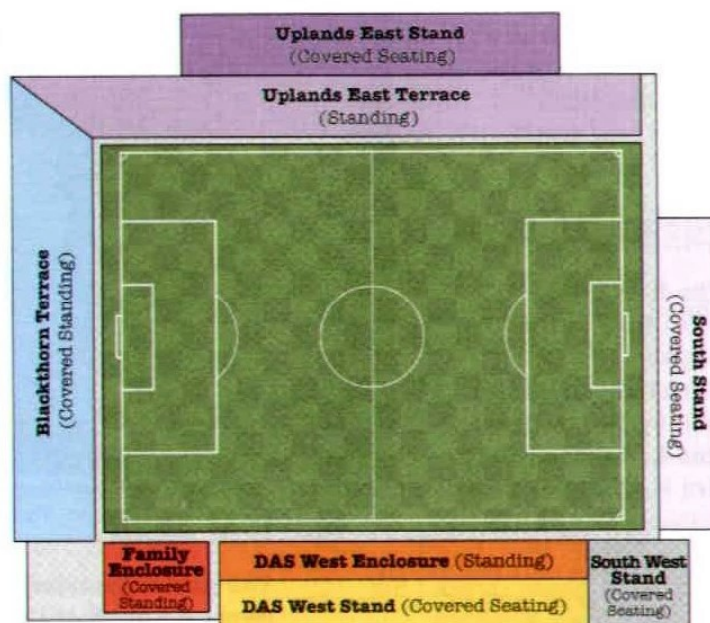 Uplands East Stand
(Covered Seating)
Uplands East Terrace
(Standing)
Blackthorn Terrace
(Covered Standing)
South Stand
(Covered Seating)
Family
Enclosure
(Covered
Standing)
DAS West Enclosure (Standing)
DAS West Stand (Covered Seating)
South West
Stand
(Covered
Seating)